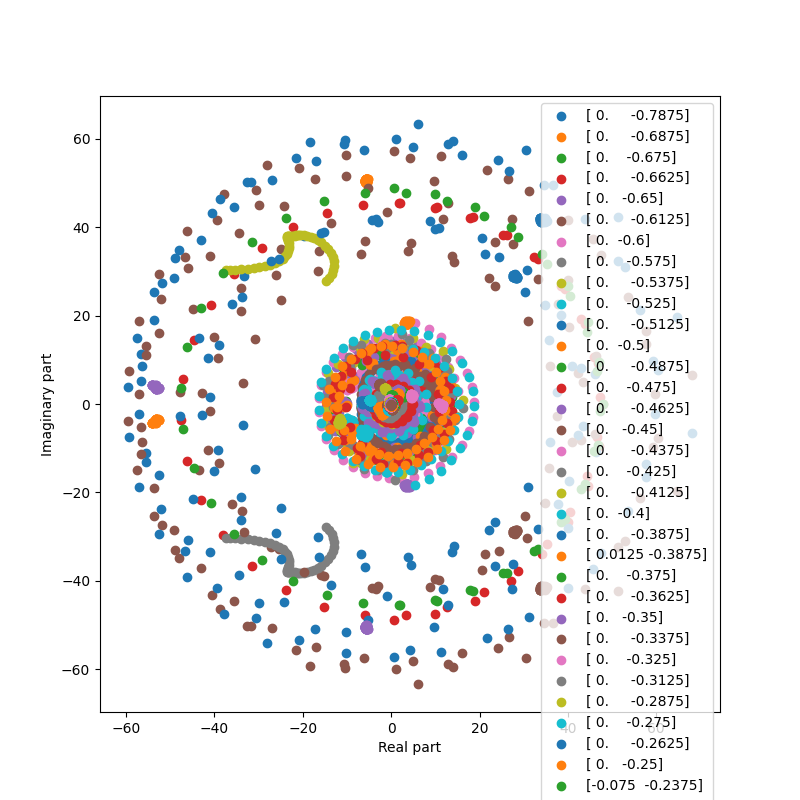 [ 0.     -0.7875]
[ 0.     -0.6875]
[ 0.    -0.675]
[ 0.     -0.6625]
[ 0.   -0.65]
[ 0.     -0.6125]
[ 0.  -0.6]
[ 0.    -0.575]
[ 0.     -0.5375]
[ 0.    -0.525]
[ 0.     -0.5125]
[ 0.  -0.5]
[ 0.     -0.4875]
[ 0.    -0.475]
[ 0.     -0.4625]
[ 0.   -0.45]
[ 0.     -0.4375]
[ 0.    -0.425]
[ 0.     -0.4125]
[ 0.  -0.4]
[ 0.     -0.3875]
[ 0.0125 -0.3875]
[ 0.    -0.375]
[ 0.     -0.3625]
[ 0.   -0.35]
[ 0.     -0.3375]
[ 0.    -0.325]
[ 0.     -0.3125]
[ 0.     -0.2875]
[ 0.    -0.275]
[ 0.     -0.2625]
[ 0.   -0.25]
[-0.075  -0.2375]
60
40
20
0
−20
−40
−60
Imaginary part
−60 −40 −20 0 20 40 60
Real part